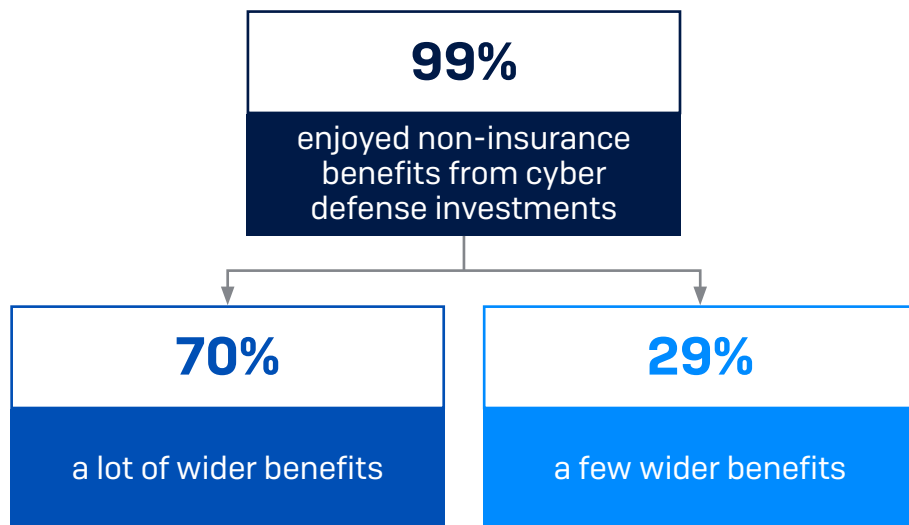 99%
enjoyed non-insurance
benefits from cyber
defense investments
70%
29%
a lot of wider benefits
a few wider benefits